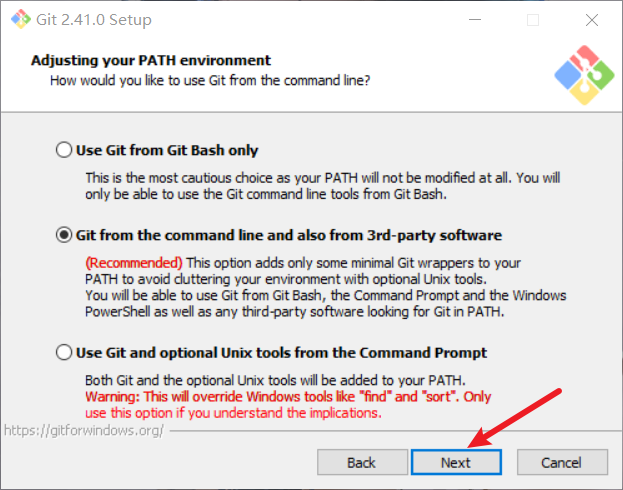 Git 2.41.0 Setup
Adjusting your PATH environment
How would you like to use Git from the command line?
Use Git from Git Bash only
This is the most cautious choice as your PATH will not be modified at all. You will
only be able to use the Git command line tools from Git Bash.
Git from the command line and also from 3rd-party software
(Recommended) This option adds only some minimal Git wrappers to your
PATH to avoid cluttering your environment with optional Unix tools.
You will be able to use Git from Git Bash, the Command Prompt and the Windows
PowerShell as well as any third-party software looking for Git in PATH.
Use Git and optional Unix tools from the Command Prompt
Both Git and the optional Unix tools will be added to your PATH.
Warning: This will override Windows tools like "find" and "sort". Only
use this option if you understand the implications.
https://gitforwindows.org/
Back
Next
Cancel